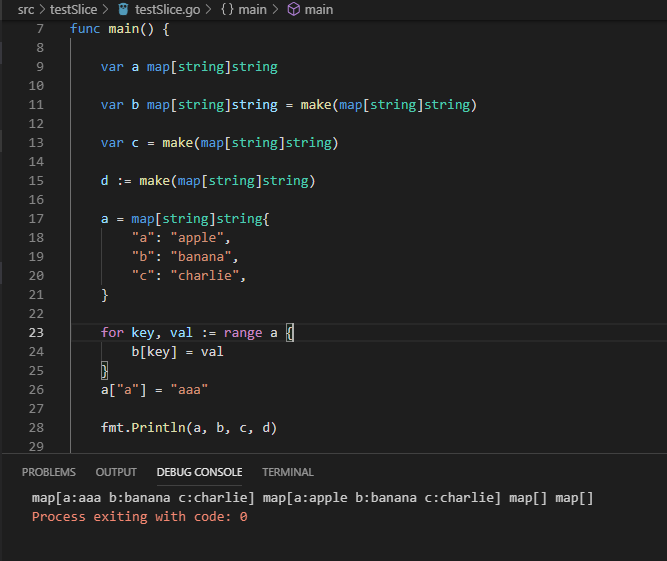 src > testSlice > testSlice.go > {} main > main
7 func main() {
8
9 var a map[string]string
10
11 var b map[string]string = make(map[string]string)
12
13 var c = make(map[string]string)
14
15 d := make(map[string]string)
16
17 a = map[string]string{
18 "a": "apple",
19 "b": "banana",
20 "c": "charlie",
21 }
22
23 for key, val := range a {
24 b[key] = val
25 }
26 a["a"] = "aaa"
27
28 fmt.Println(a, b, c, d)
29
PROBLEMS OUTPUT DEBUG CONSOLE TERMINAL
map[a:aaa b:banana c:charlie] map[a:apple b:banana c:charlie] map[] map[]
Process exiting with code: 0